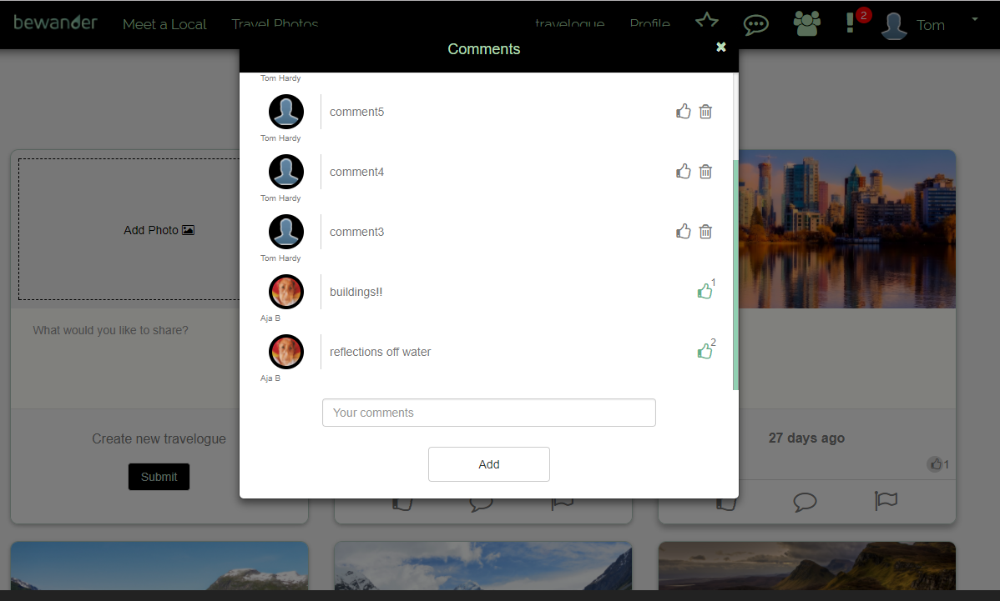 bewander
Meet a Local
Travel Photos
travelogue
Profile
2
Tom
Comments
Tom Hardy
comment5
Tom Hardy
comment4
Tom Hardy
comment3
Tom Hardy
buildings!!
1
Aja B
reflections off water
2
Aja B
Your comments
Add
Add Photo
What would you like to share?
Create new travelogue
Submit
27 days ago
1